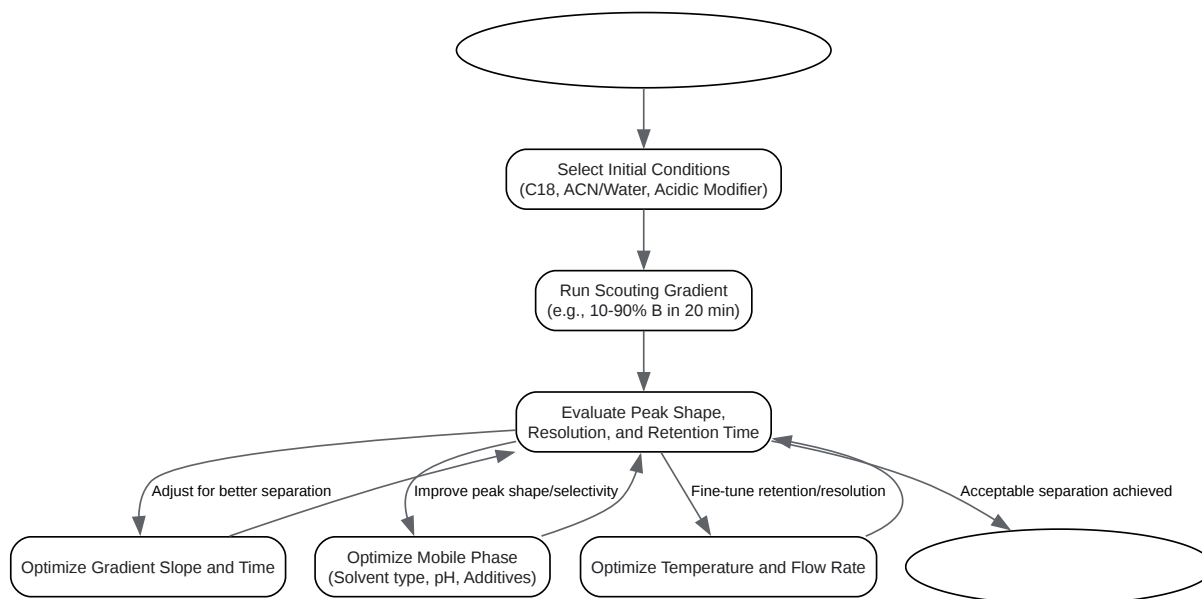 Select Initial Conditions
(C18, ACN/Water, Acidic Modifier)
Run Scouting Gradient
(e.g., 10-90% B in 20 min)
Evaluate Peak Shape,
Resolution, and Retention Time
Adjust for better separation
Improve peak shape/selectivity
Fine-tune retention/resolution
Acceptable separation achieved
Optimize Gradient Slope and Time
Optimize Mobile Phase
(Solvent type, pH, Additives)
Optimize Temperature and Flow Rate